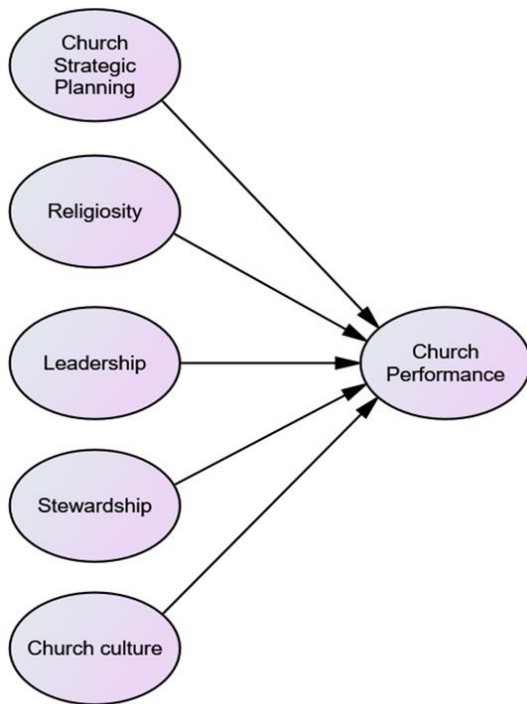 Church
Strategic
Planning
Religiosity
Leadership
Church
Performance
Stewardship
Church culture